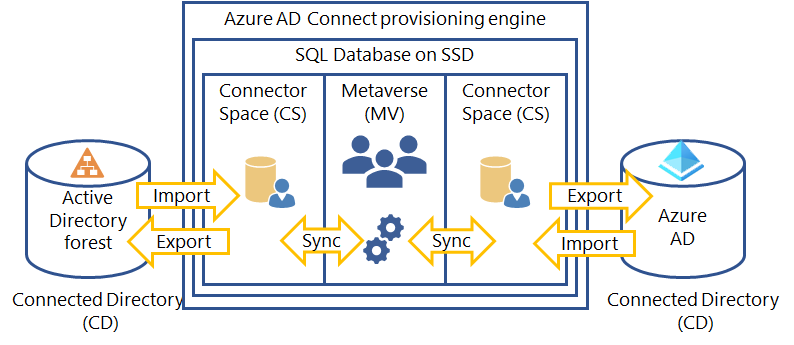 Azure AD Connect provisioning engine
SQL Database on SSD
Connector
Space (CS)
Metaverse
(MV)
Connector
Space (CS)
Active
Directory
forest
Import
Export
Sync
Sync
Export
Import
Azure
AD
Connected Directory
(CD)
Connected Directory
(CD)